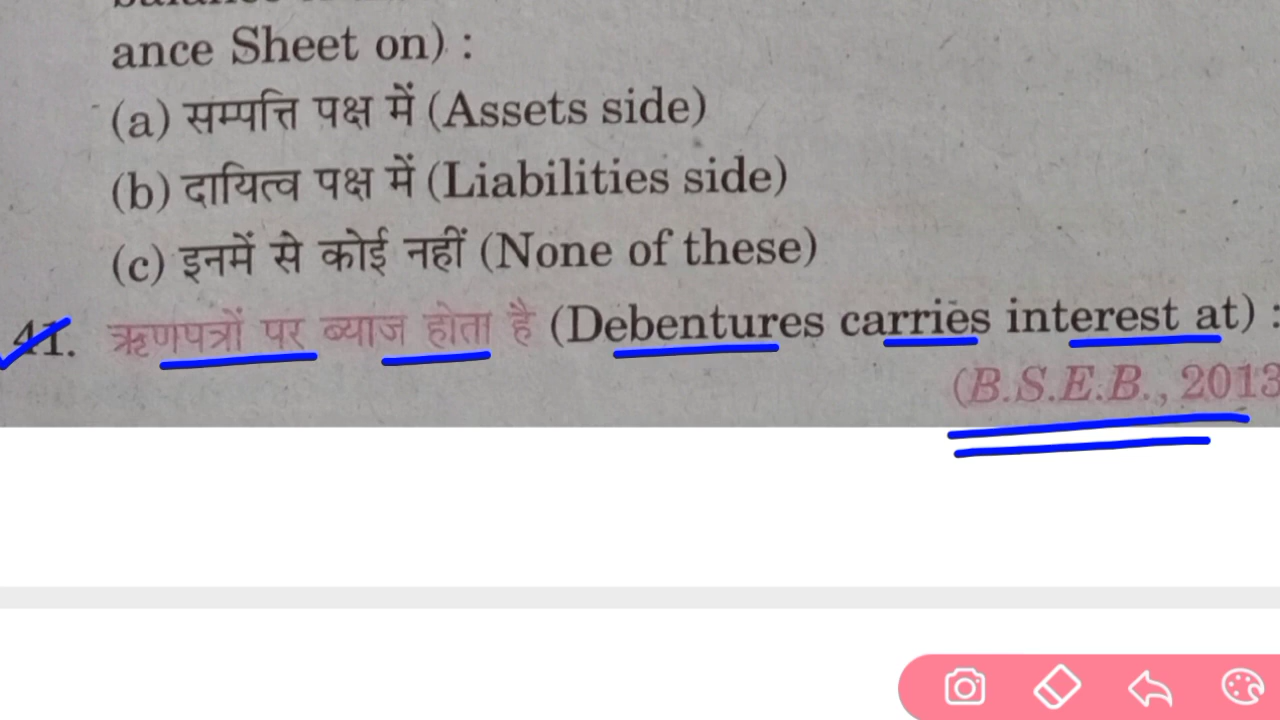 ance Sheet on) :
(a) सम्पत्ति पक्ष में (Assets side)
(b) दायित्व पक्ष में (Liabilities side)
(c) इनमें से कोई नहीं (None of these)
41. ऋणपत्रों पर ब्याज होता है (Debentures carries interest at) :
(B.S.E.B., 2013